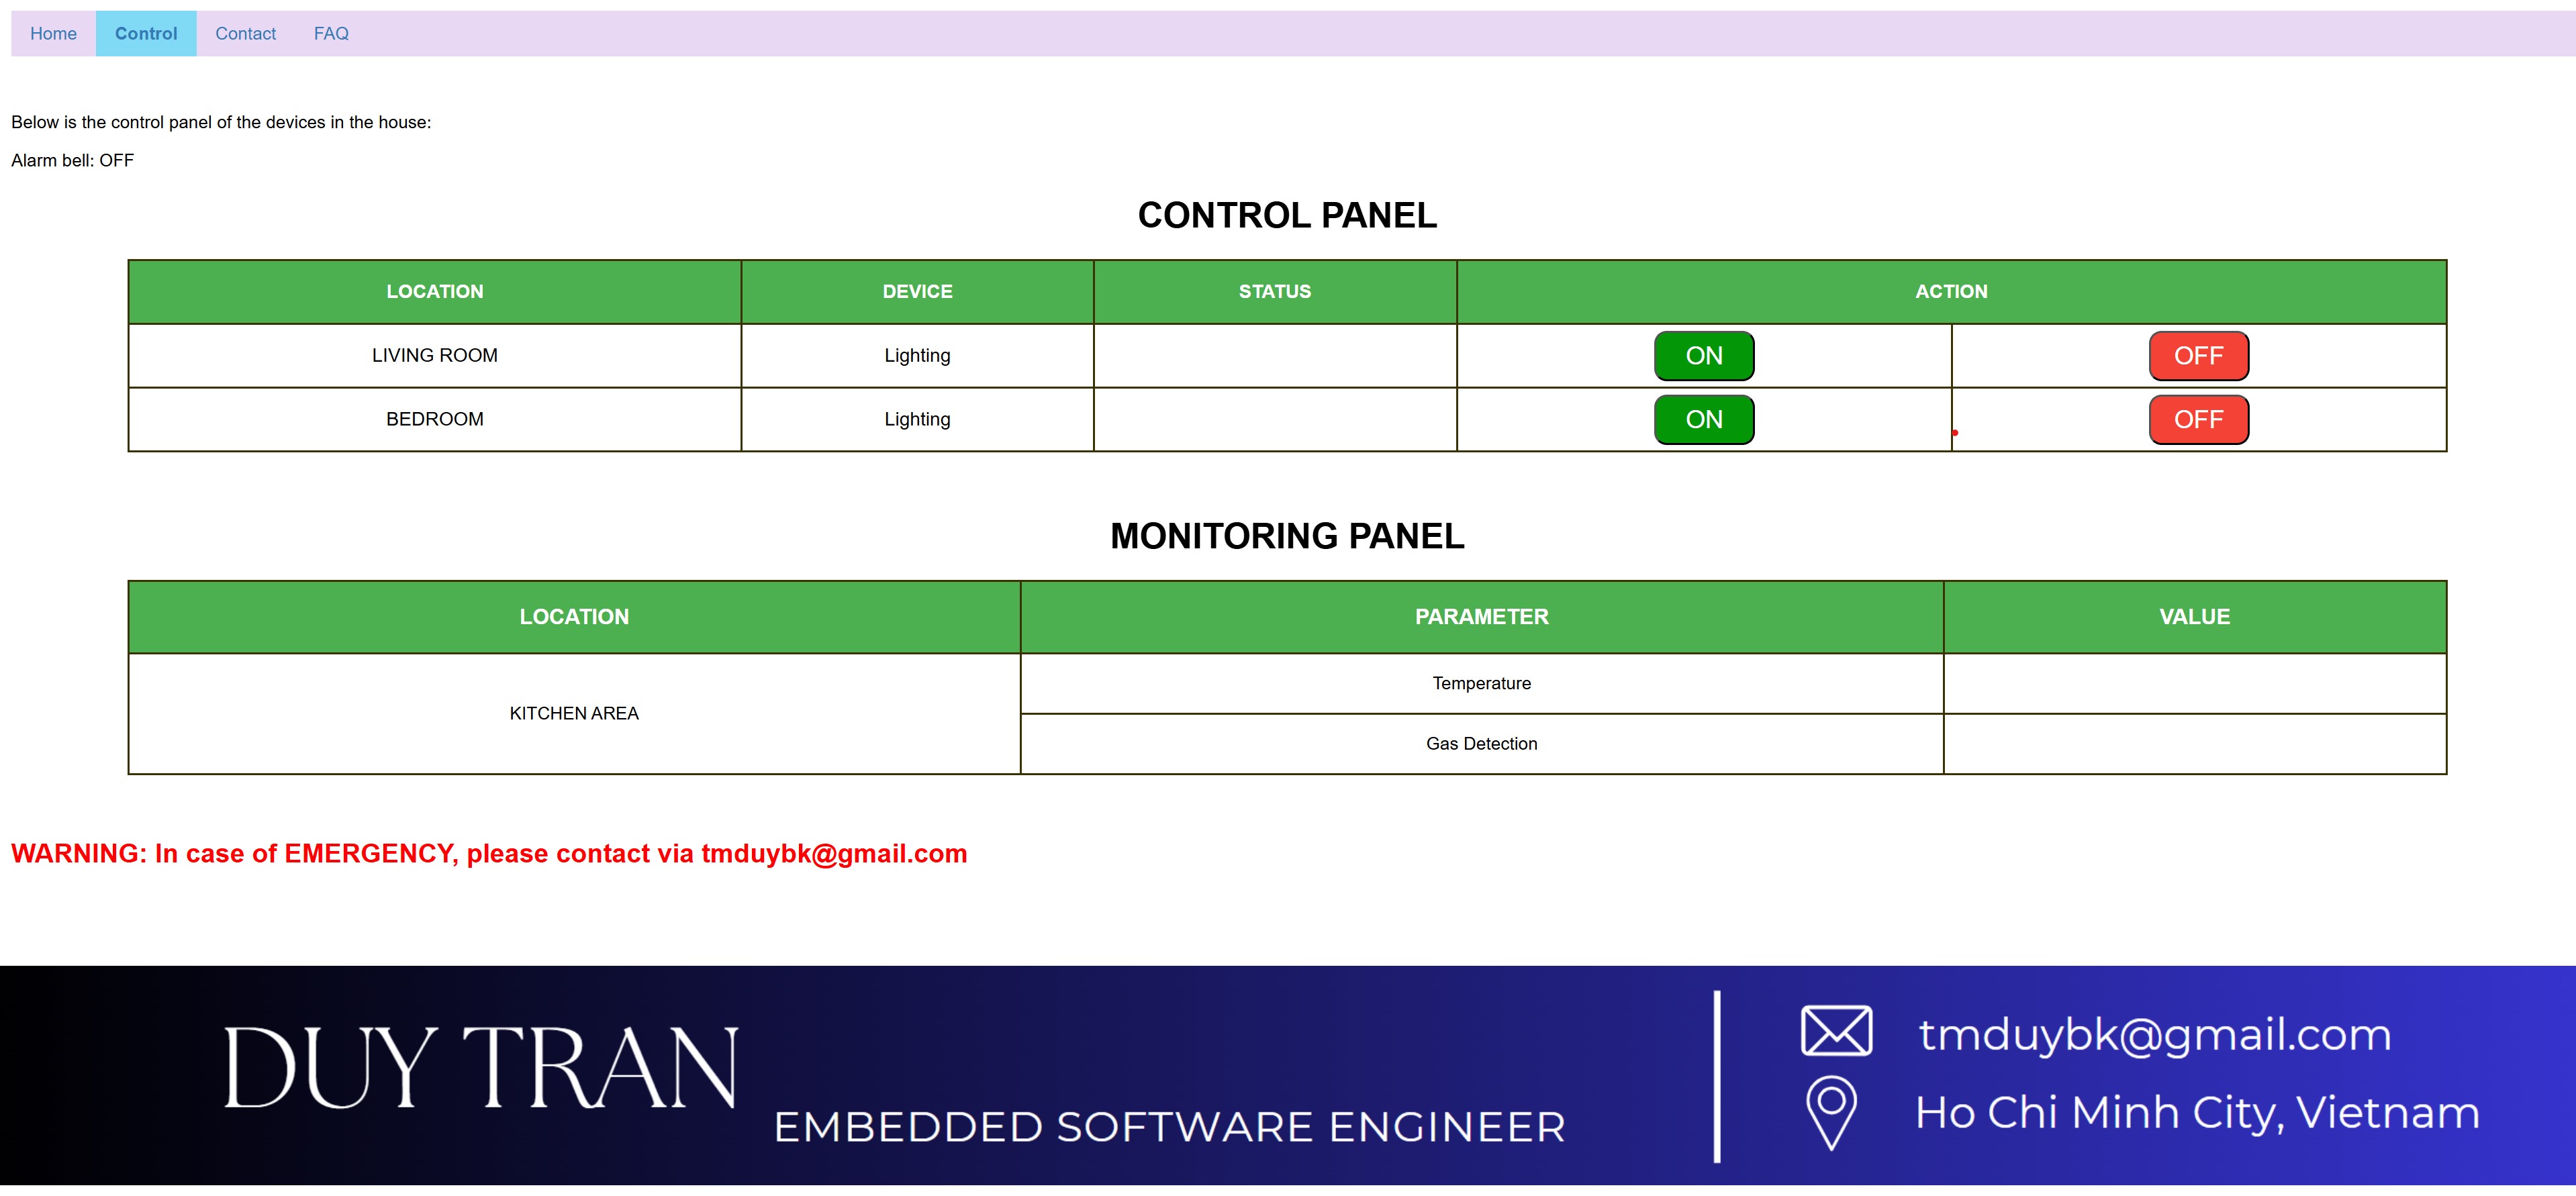 Home Control Contact FAQ
Below is the control panel of the devices in the house:
Alarm bell: OFF
CONTROL PANEL
LOCATION DEVICE STATUS ACTION
LIVING ROOM Lighting ON OFF
BEDROOM Lighting ON OFF
MONITORING PANEL
LOCATION PARAMETER VALUE
KITCHEN AREA
Temperature
Gas Detection
WARNING: In case of EMERGENCY, please contact via tmduybk@gmail.com
DUY TRAN
EMBEDDED SOFTWARE ENGINEER
tmduybk@gmail.com
Ho Chi Minh City, Vietnam